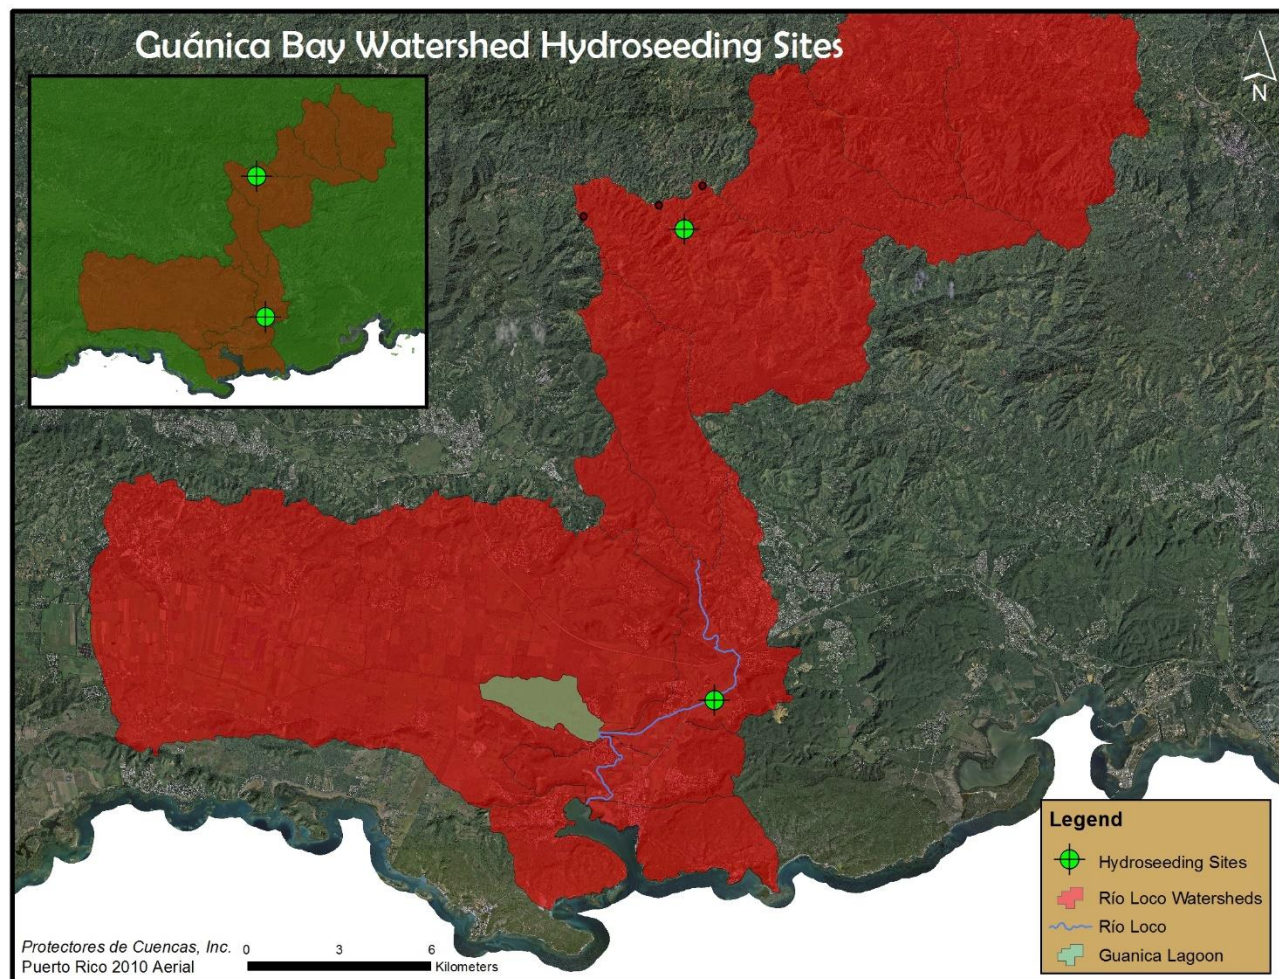 Guánica Bay Watershed Hydroseeding Sites
N
Legend
Hydroseeding Sites
Río Loco Watersheds
Río Loco
Guanica Lagoon
Protectores de Cuencas, Inc.
Puerto Rico 2010 Aerial
0 3 6
Kilometers